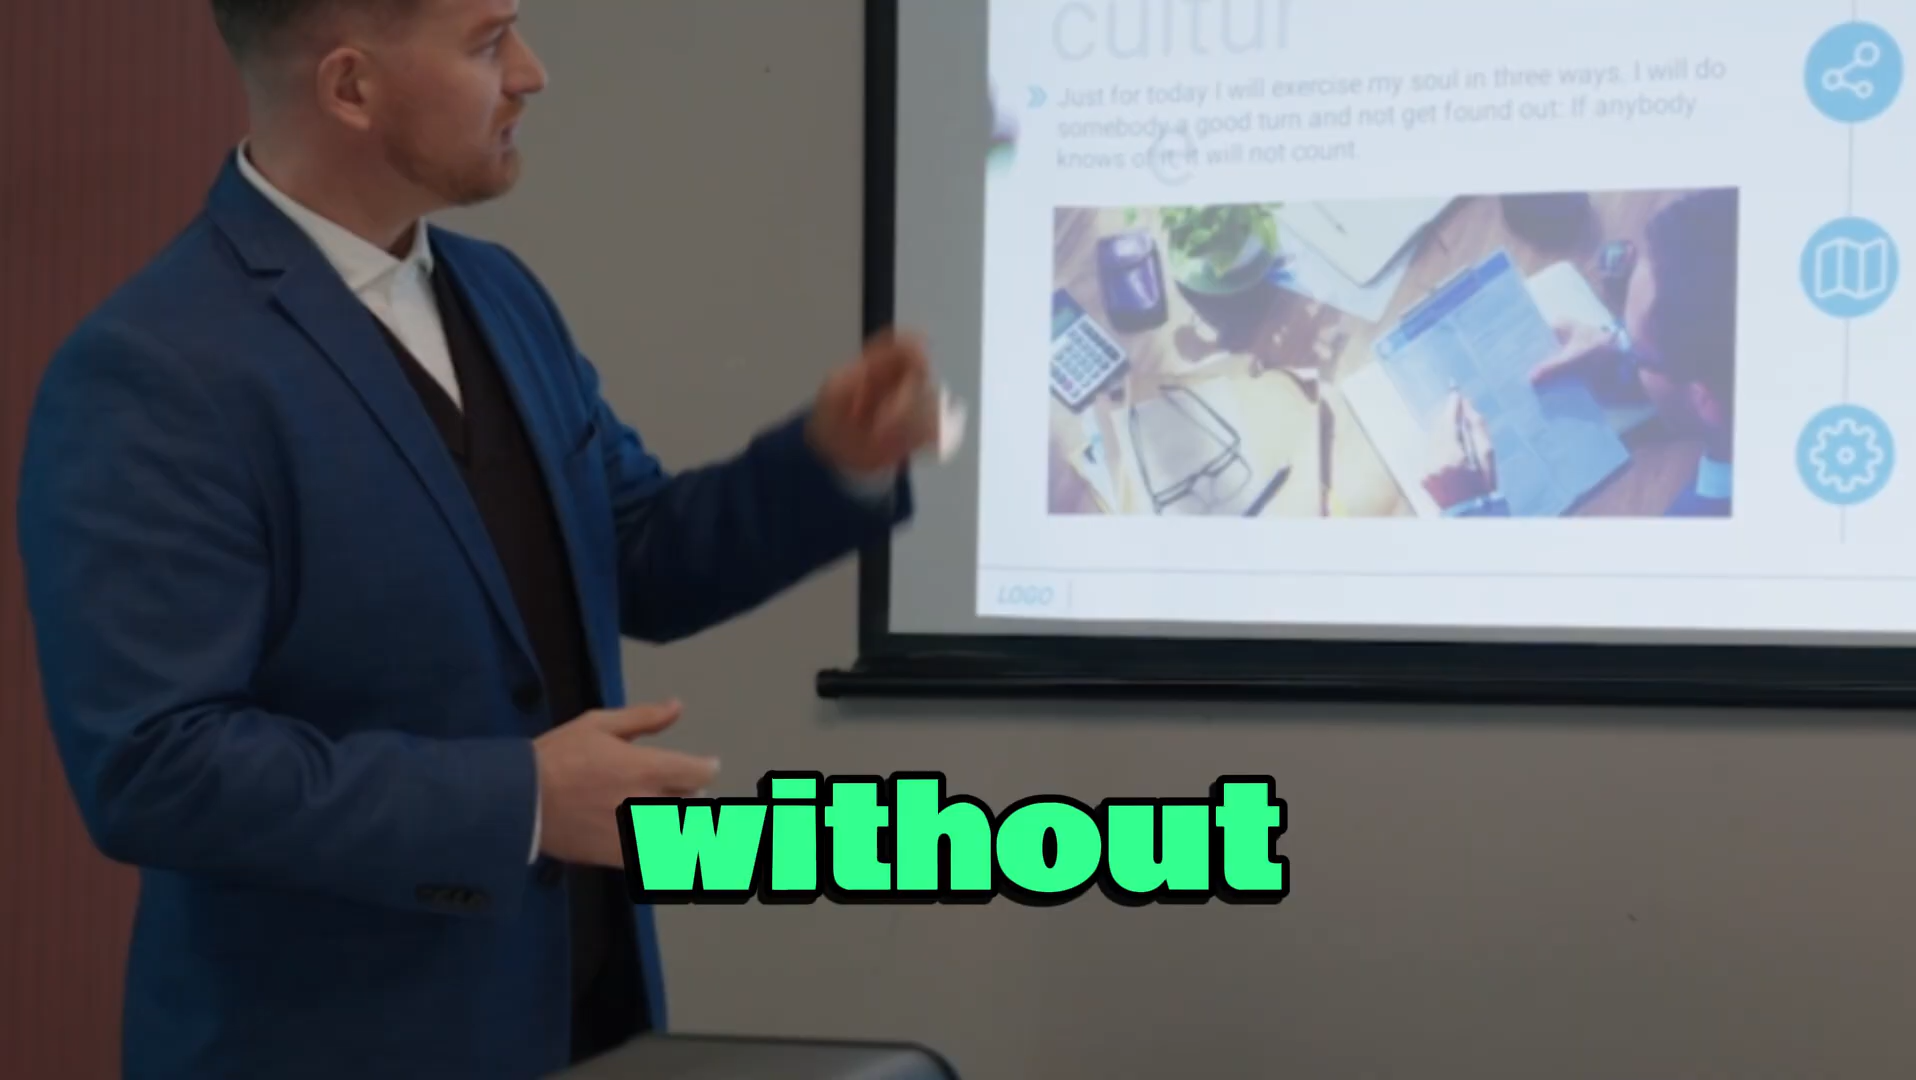 cultur
Just for today I will exercise my soul in three ways. I will do
somebody a good turn and not get found out: If anybody
knows of it, it will not count.
LOGO
without